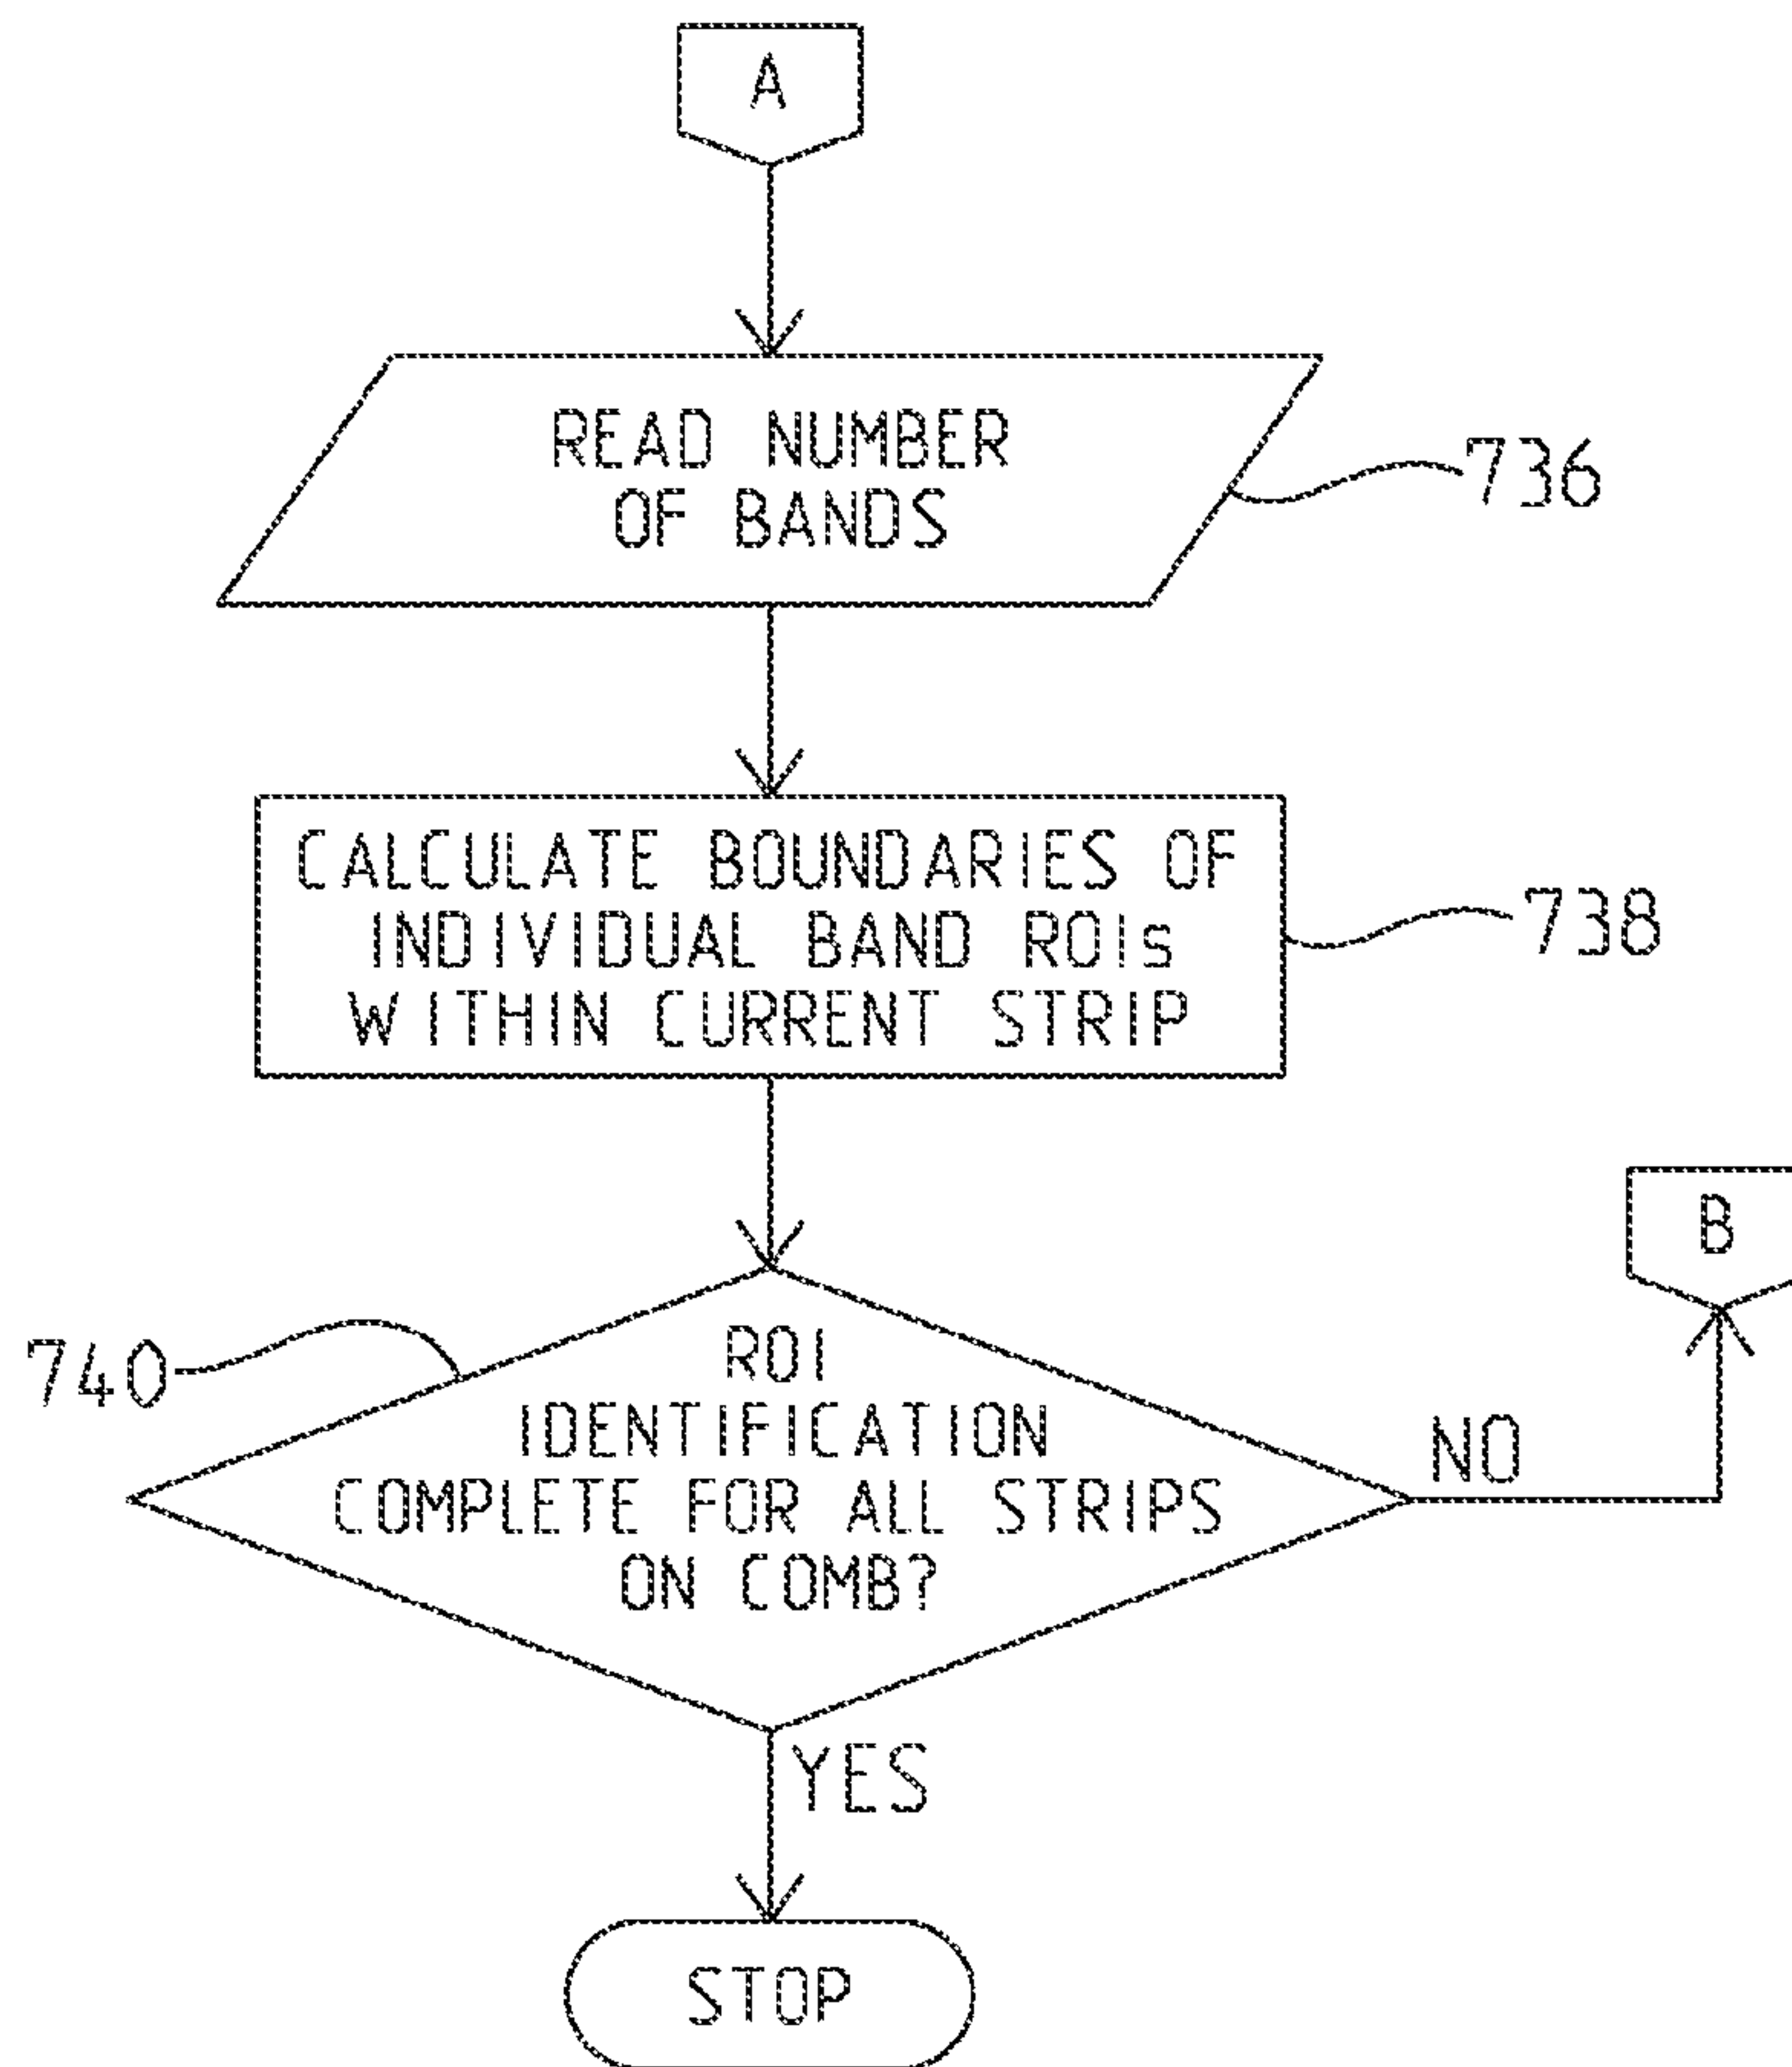 A
READ NUMBER
OF BANDS
736
CALCULATE BOUNDARIES OF
INDIVIDUAL BAND ROIs
WITHIN CURRENT STRIP
738
B
740
ROI
IDENTIFICATION
COMPLETE FOR ALL STRIPS
ON COMB?
NO
YES
STOP